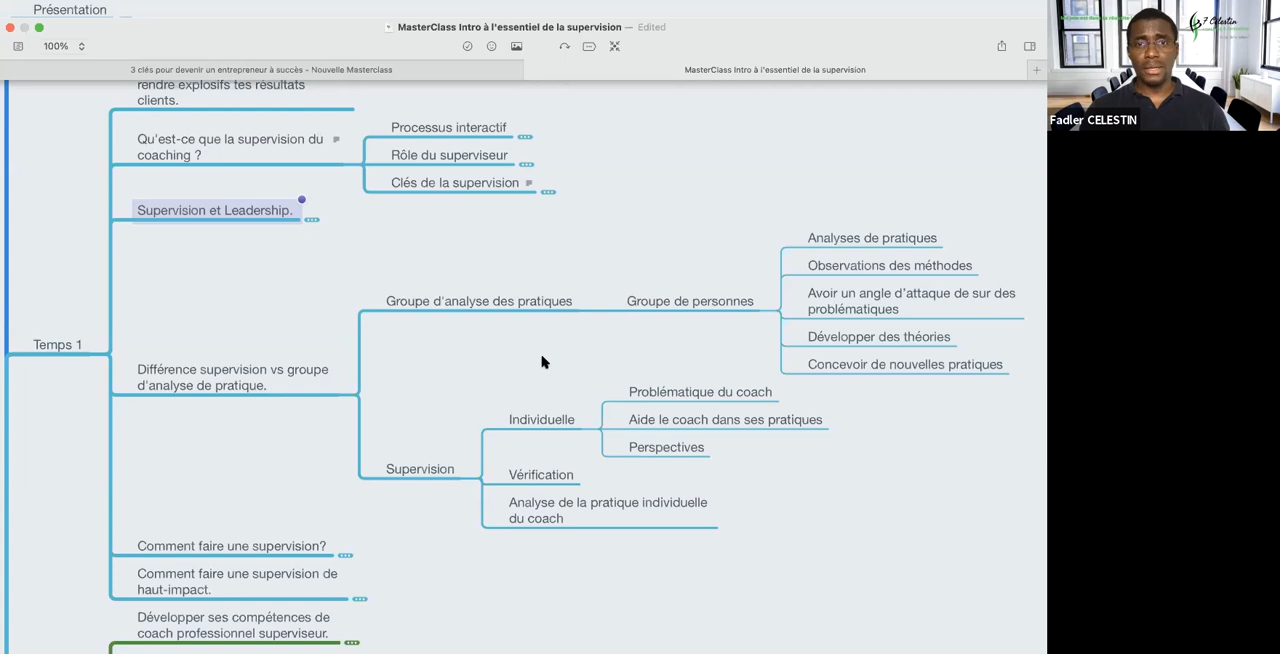 Présentation
MasterClass Intro à l'essentiel de la supervision — Edited
100%
3 clés pour devenir un entrepreneur à succès - Nouvelle Masterclass
MasterClass Intro à l'essentiel de la supervision
rendre explosifs tes résultats
clients.
Qu'est-ce que la supervision du
coaching ?
Processus interactif
Rôle du superviseur
Clés de la supervision
Supervision et Leadership.
Temps 1
Différence supervision vs groupe
d'analyse de pratique.
Groupe d'analyse des pratiques
Groupe de personnes
Analyses de pratiques
Observations des méthodes
Avoir un angle d'attaque de sur des
problématiques
Développer des théories
Concevoir de nouvelles pratiques
Supervision
Individuelle
Problématique du coach
Aide le coach dans ses pratiques
Perspectives
Vérification
Analyse de la pratique individuelle
du coach
Comment faire une supervision?
Comment faire une supervision de
haut-impact.
Développer ses compétences de
coach professionnel superviseur.
Celestin
Fadler CELESTIN